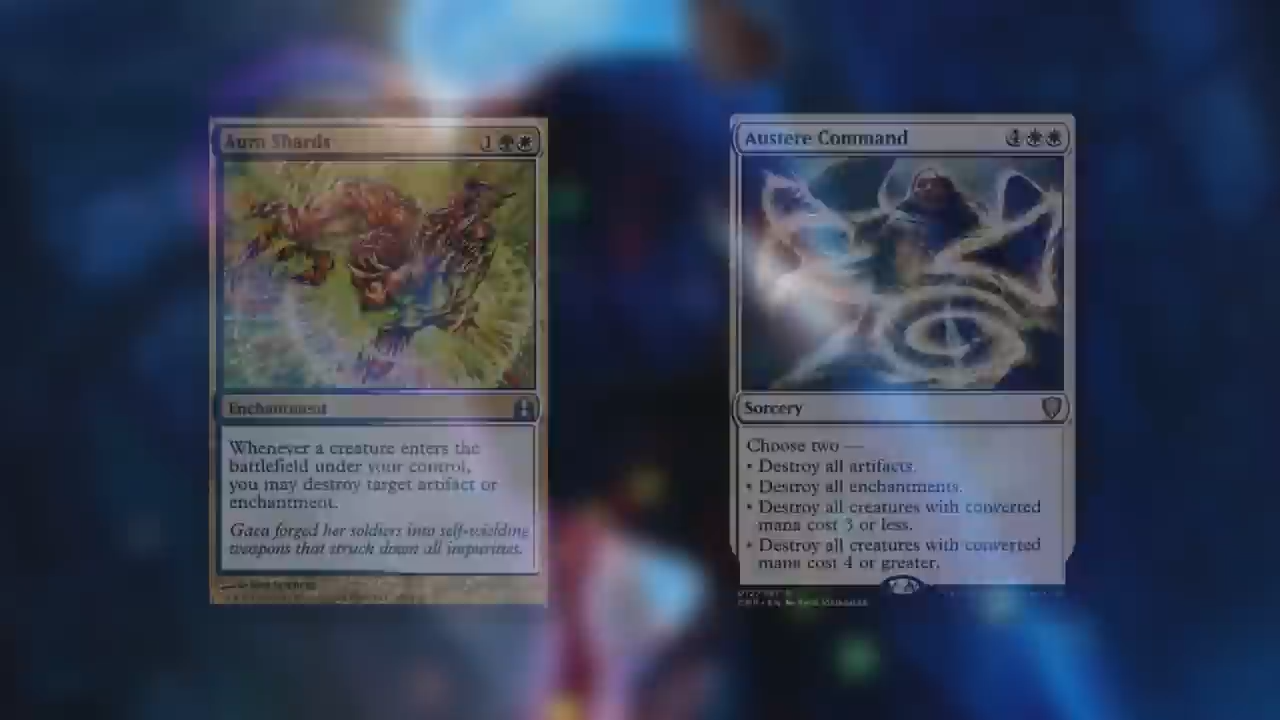 Aura Shards
1
Enchantment
Whenever a creature enters the
battlefield under your control,
you may destroy target artifact or
enchantment.
Gaea forged her soldiers into self-wielding
weapons that struck down all impurities.
Austere Command
4
Sorcery
Choose two —
• Destroy all artifacts.
• Destroy all enchantments.
• Destroy all creatures with converted
mana cost 3 or less.
• Destroy all creatures with converted
mana cost 4 or greater.